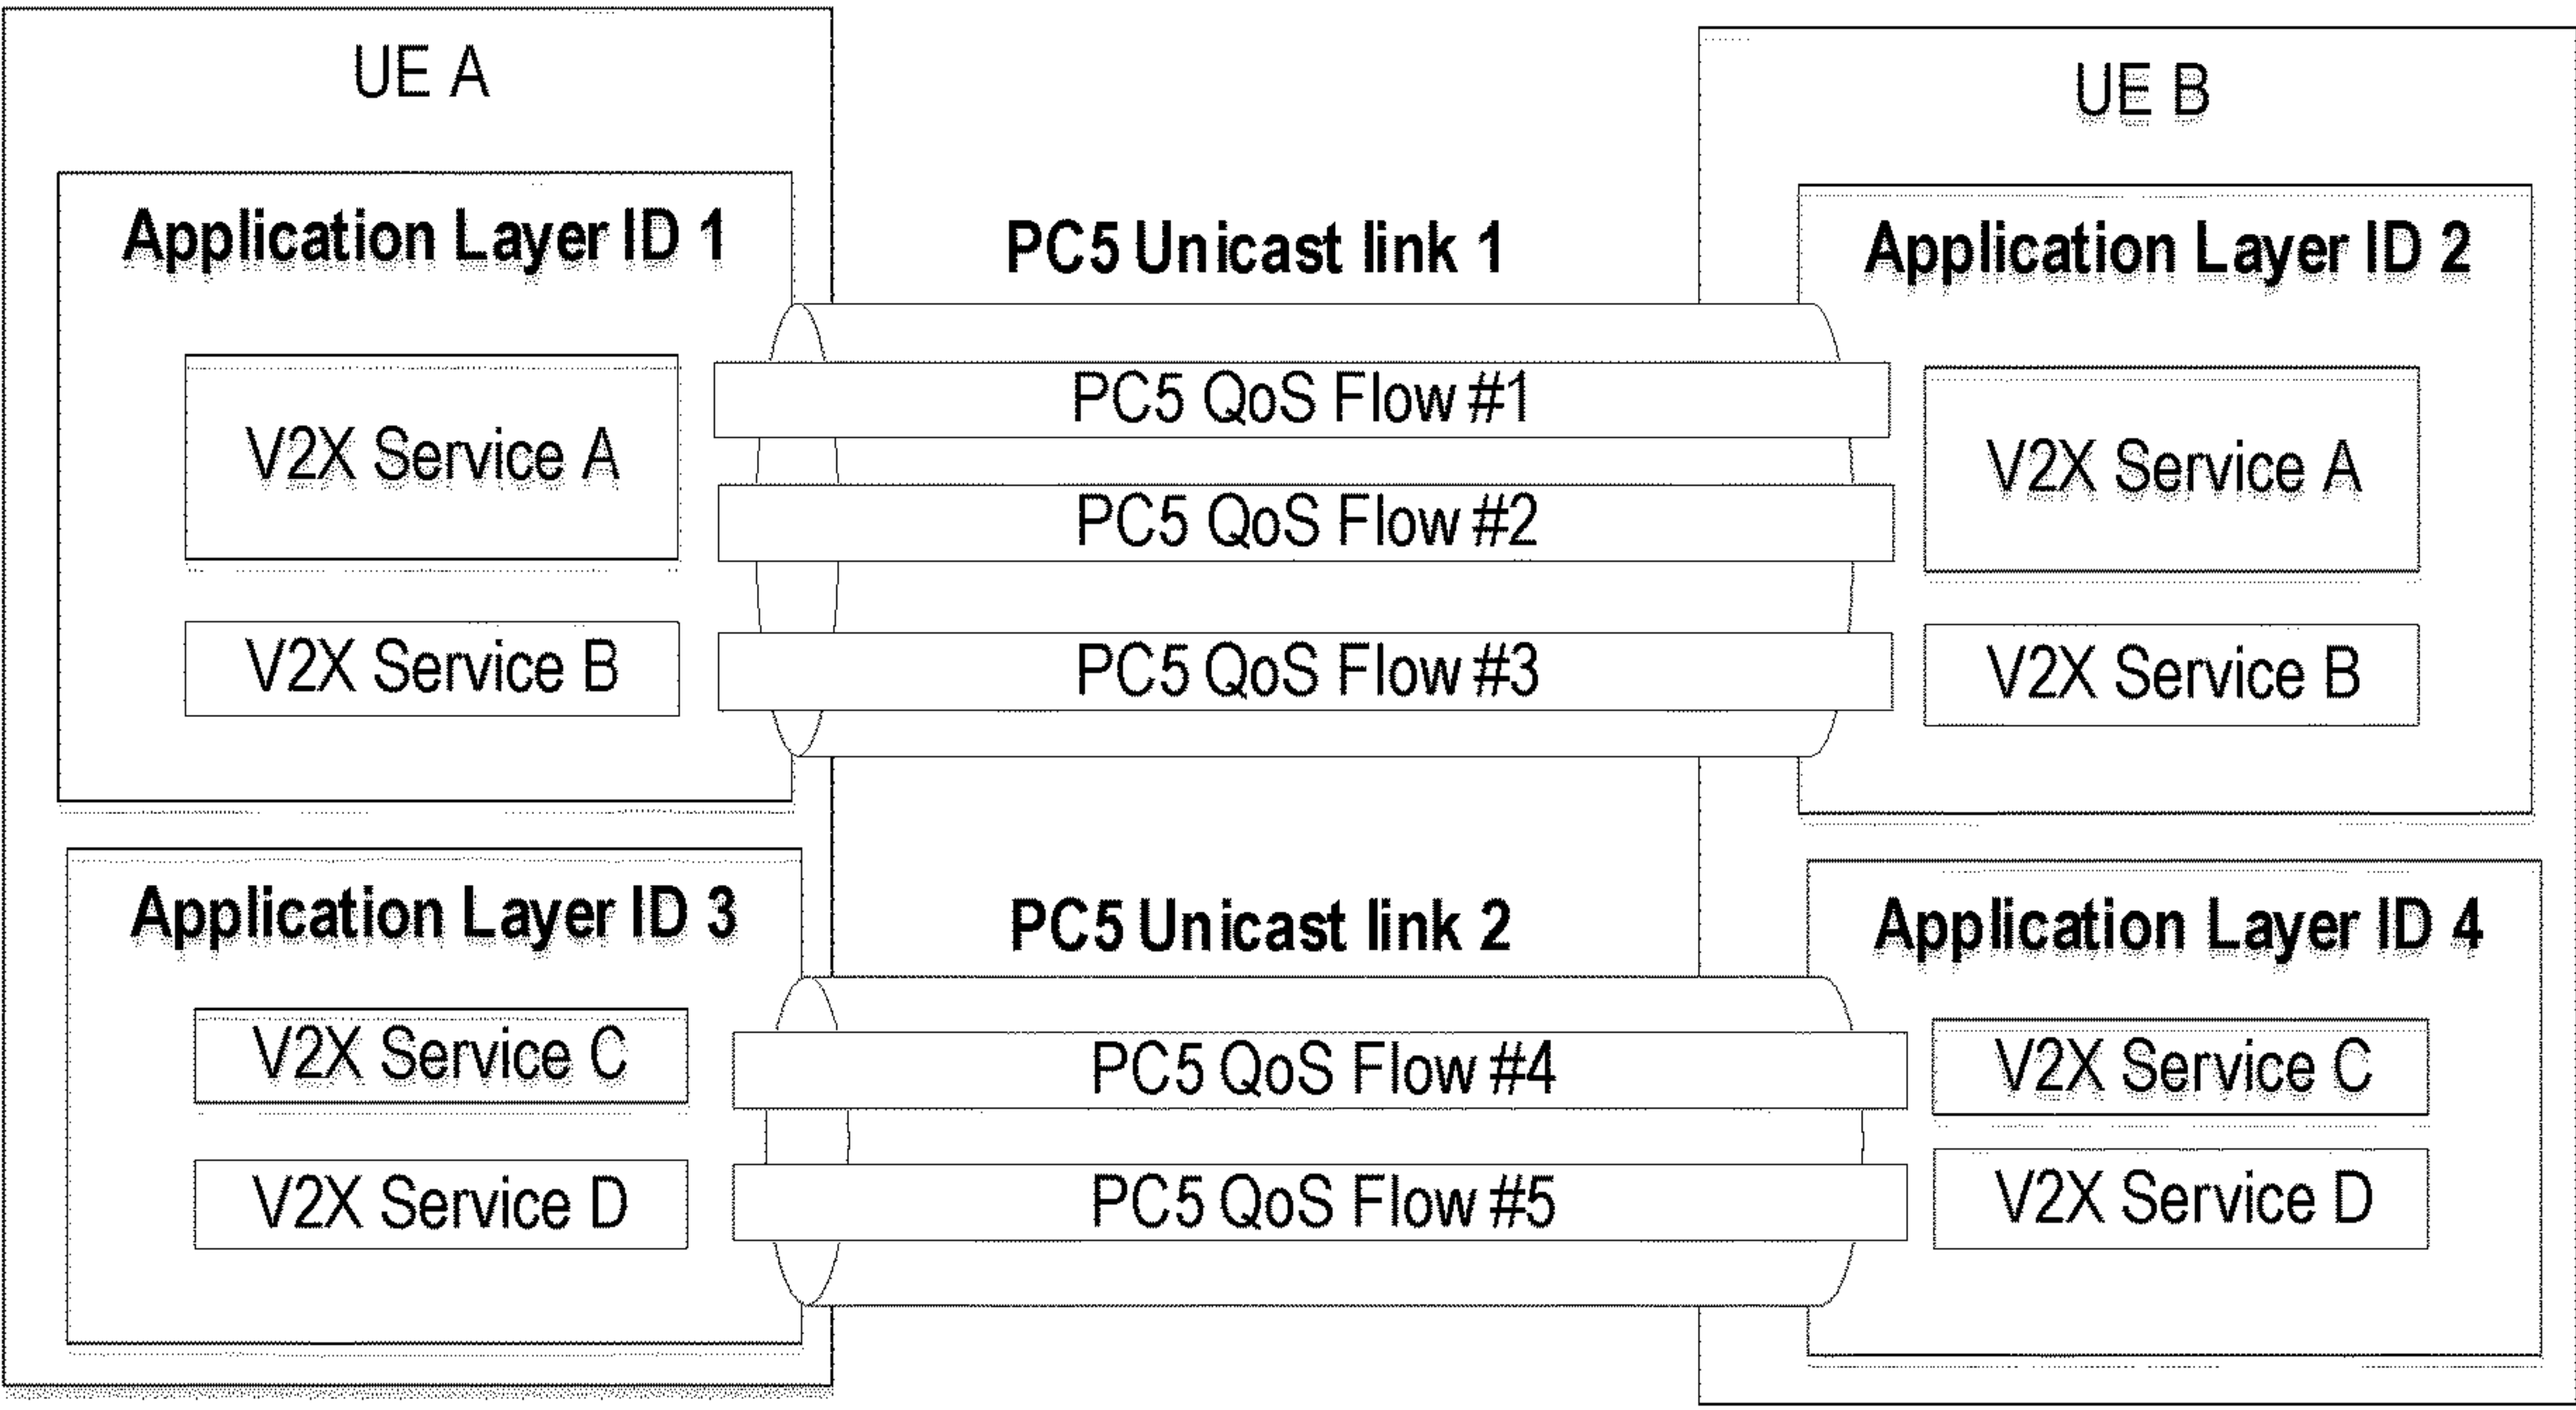 UE A
UE B
Application Layer ID 1
PC5 Unicast link 1
Application Layer ID 2
V2X Service A
PC5 QoS Flow #1
PC5 QoS Flow #2
V2X Service A
V2X Service B
PC5 QoS Flow #3
V2X Service B
Application Layer ID 3
PC5 Unicast link 2
Application Layer ID 4
V2X Service C
PC5 QoS Flow #4
V2X Service C
V2X Service D
PC5 QoS Flow #5
V2X Service D